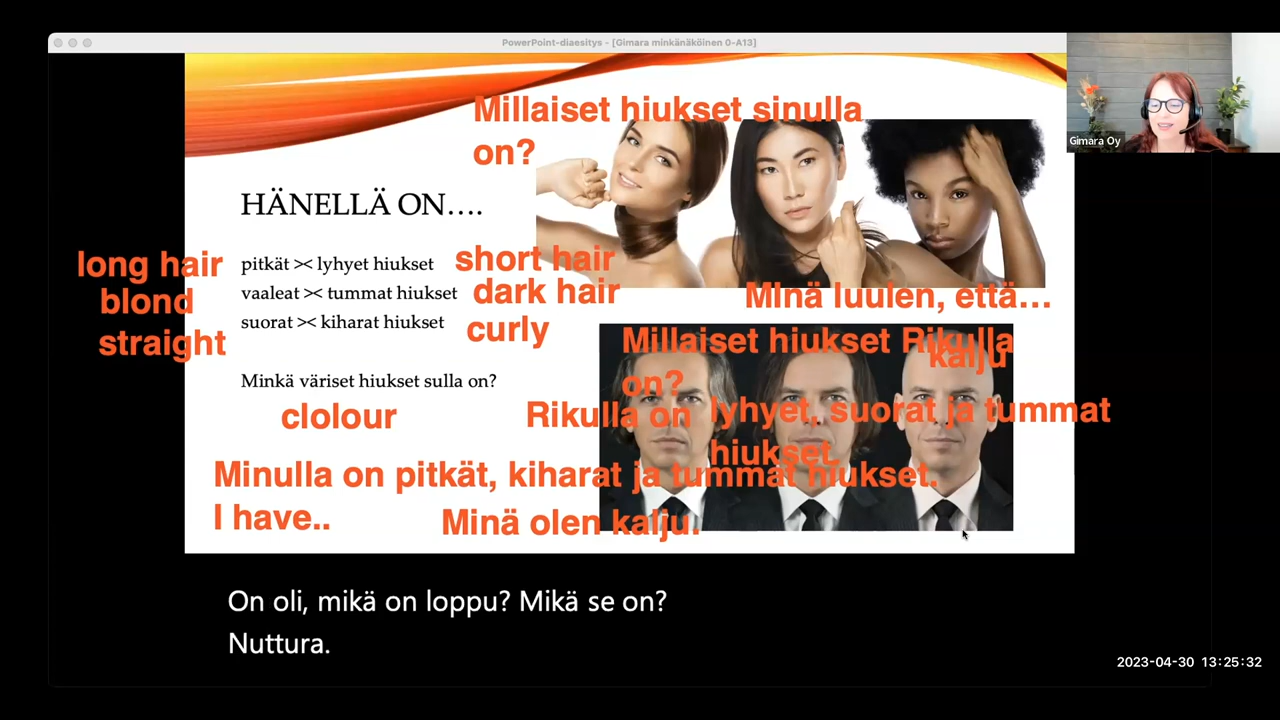 PowerPoint-diaesitys - [Gimara minkänäköinen 0-A13]
Gimara Oy
Millaiset hiukset sinulla
on?
HÄNELLÄ ON….
long hair
pitkät >< lyhyet hiukset
short hair
blond
vaaleat >< tummat hiukset
dark hair
straight
suorat >< kiharat hiukset
curly
MInä luulen, että...
Millaiset hiukset Rikulla
on?
kalju
Minkä väriset hiukset sulla on?
clolour
Rikulla on
lyhyet, suorat ja tummat
hiukset.
Minulla on pitkät, kiharat ja tummat hiukset.
I have..
Minä olen kalju.
On oli, mikä on loppu? Mikä se on?
Nuttura.
2023-04-30 13:25:32